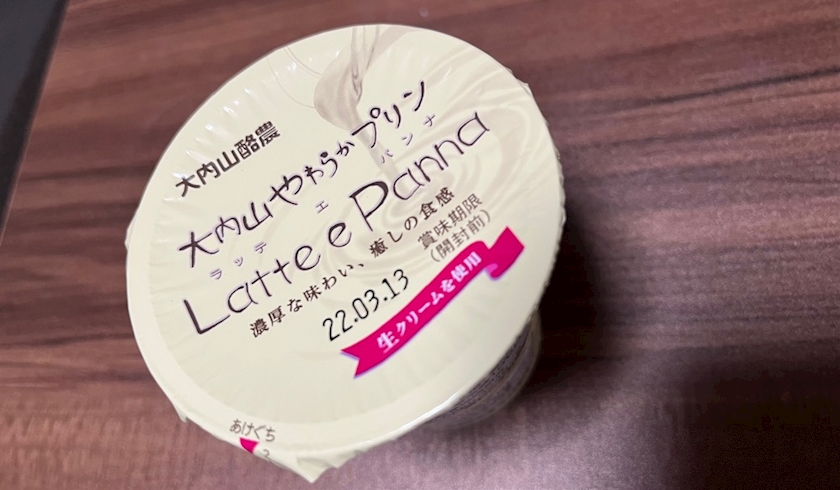 大内山酪農
大内山やわらかプリン
ラッテ エ パンナ
Latte e Panna
濃厚な味わい、癒しの食感
賞味期限
(開封前)
22.03.13
生クリームを使用
あけぐち